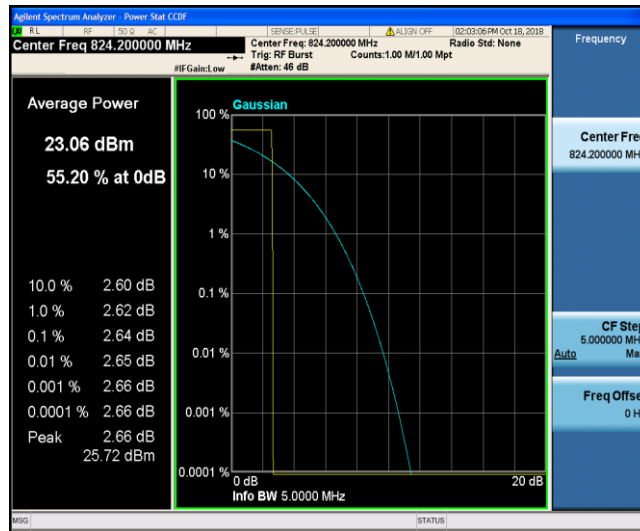 Agilent Spectrum Analyzer - Power Stat CCDF
RL RF 50 Ω AC SENSE:PULSE ALIGN OFF 02:03:06 PM Oct 18, 2018
Center Freq 824.200000 MHz
Center Freq: 824.200000 MHz Radio Std: None
Trig: RF Burst Counts:1.00 M/1.00 Mpt
#IFGain:Low #Atten: 46 dB
Frequency
Average Power
23.06 dBm
55.20 % at 0dB
10.0 % 2.60 dB
1.0 % 2.62 dB
0.1 % 2.64 dB
0.01 % 2.65 dB
0.001 % 2.66 dB
0.0001 % 2.66 dB
Peak 2.66 dB
25.72 dBm
Gaussian
100 %
10 %
1 %
0.1 %
0.01 %
0.001 %
0.0001 %
0 dB 20 dB
Info BW 5.0000 MHz
Center Fre
824.200000 MH
CF Step
5.000000 MH
Auto Ma
Freq Offse
0 H
MSG STATUS